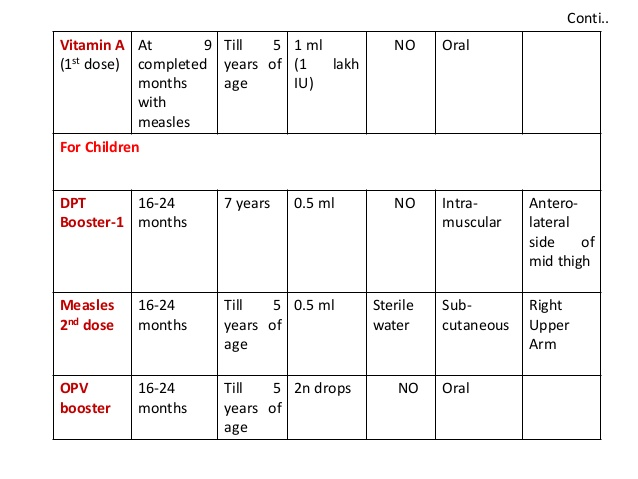 Conti..
Vitamin A At 9 Till 5 1 ml NO Oral
(1st dose) completed years of (1 lakh
months age IU)
with
measles
For Children
DPT 16-24 7 years 0.5 ml NO Intra- Antero-
Booster-1 months muscular lateral
side of
mid thigh
Measles 16-24 Till 5 0.5 ml Sterile Sub- Right
2nd dose months years of water cutaneous Upper
age Arm
OPV 16-24 Till 5 2n drops NO Oral
booster months years of
age